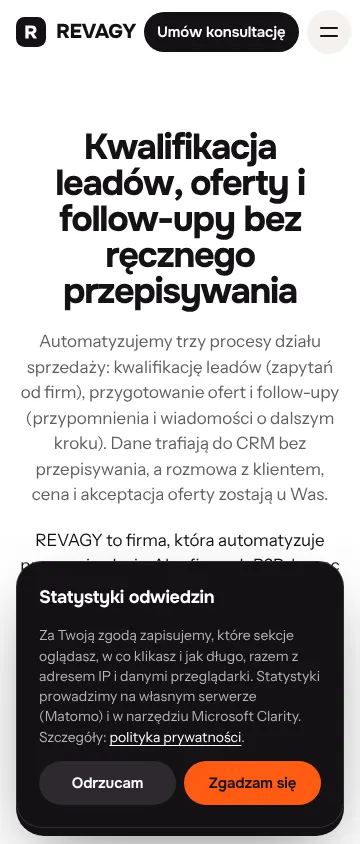 R REVAGY Umów konsultację
Kwalifikacja
leadów, oferty i
follow-upy bez
ręcznego
przepisywania
Automatyzujemy trzy procesy działu
sprzedaży: kwalifikację leadów (zapytań
od firm), przygotowanie ofert i follow-upy
(przypomnienia i wiadomości o dalszym
kroku). Dane trafiają do CRM bez
przepisywania, a rozmowa z klientem,
cena i akceptacja oferty zostają u Was.
REVAGY to firma, która automatyzuje
Statystyki odwiedzin
Za Twoją zgodą zapisujemy, które sekcje
oglądasz, w co klikasz i jak długo, razem z
adresem IP i danymi przeglądarki. Statystyki
prowadzimy na własnym serwerze
(Matomo) i w narzędziu Microsoft Clarity.
Szczegóły: polityka prywatności.
Odrzucam Zgadzam się